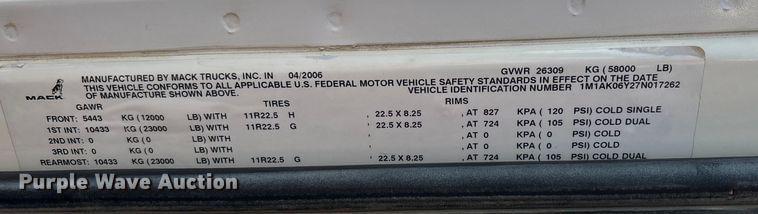 MANUFACTURED BY MACK TRUCKS, INC. IN 04/2006 GVWR 26309 KG (58000 LB)
THIS VEHICLE CONFORMS TO ALL APPLICABLE U.S. FEDERAL MOTOR VEHICLE SAFETY STANDARDS IN EFFECT ON THE DATE
OF MANUFACTURE SHOWN ABOVE. VEHICLE IDENTIFICATION NUMBER 1M1AK06Y27N017262
MACK
GAWR TIRES RIMS
FRONT: 5443 KG (12000 LB) WITH 11R22.5 H , 22.5 X 8.25 , AT 827 KPA ( 120 PSI) COLD SINGLE
1ST INT: 10433 KG (23000 LB) WITH 11R22.5 G , 22.5 X 8.25 , AT 724 KPA ( 105 PSI) COLD DUAL
2ND INT: 0 KG (0 LB) WITH , , AT 0 KPA ( 0 PSI) COLD
3RD INT: 0 KG (0 LB) WITH , , AT 0 KPA ( 0 PSI) COLD
REARMOST: 10433 KG (23000 LB) WITH 11R22.5 G , 22.5 X 8.25 , AT 724 KPA ( 105 PSI) COLD DUAL
Purple Wave Auction